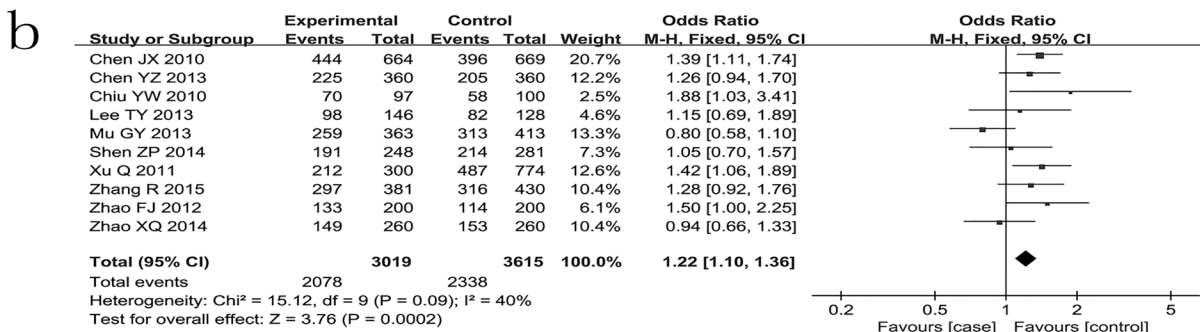 b
Experimental Control Odds Ratio Odds Ratio
Study or Subgroup Events Total Events Total Weight M-H, Fixed, 95% CI M-H, Fixed, 95% CI
Chen JX 2010 444 664 396 669 20.7% 1.39 [1.11, 1.74]
Chen YZ 2013 225 360 205 360 12.2% 1.26 [0.94, 1.70]
Chiu YW 2010 70 97 58 100 2.5% 1.88 [1.03, 3.41]
Lee TY 2013 98 146 82 128 4.6% 1.15 [0.69, 1.89]
Mu GY 2013 259 363 313 413 13.3% 0.80 [0.58, 1.10]
Shen ZP 2014 191 248 214 281 7.3% 1.05 [0.70, 1.57]
Xu Q 2011 212 300 487 774 12.6% 1.42 [1.06, 1.89]
Zhang R 2015 297 381 316 430 10.4% 1.28 [0.92, 1.76]
Zhao FJ 2012 133 200 114 200 6.1% 1.50 [1.00, 2.25]
Zhao XQ 2014 149 260 153 260 10.4% 0.94 [0.66, 1.33]
Total (95% CI) 3019 3615 100.0% 1.22 [1.10, 1.36]
Total events 2078 2338
Heterogeneity: Chi² = 15.12, df = 9 (P = 0.09); I² = 40%
Test for overall effect: Z = 3.76 (P = 0.0002)
0.2 0.5 1 2 5
Favours [case] Favours [control]